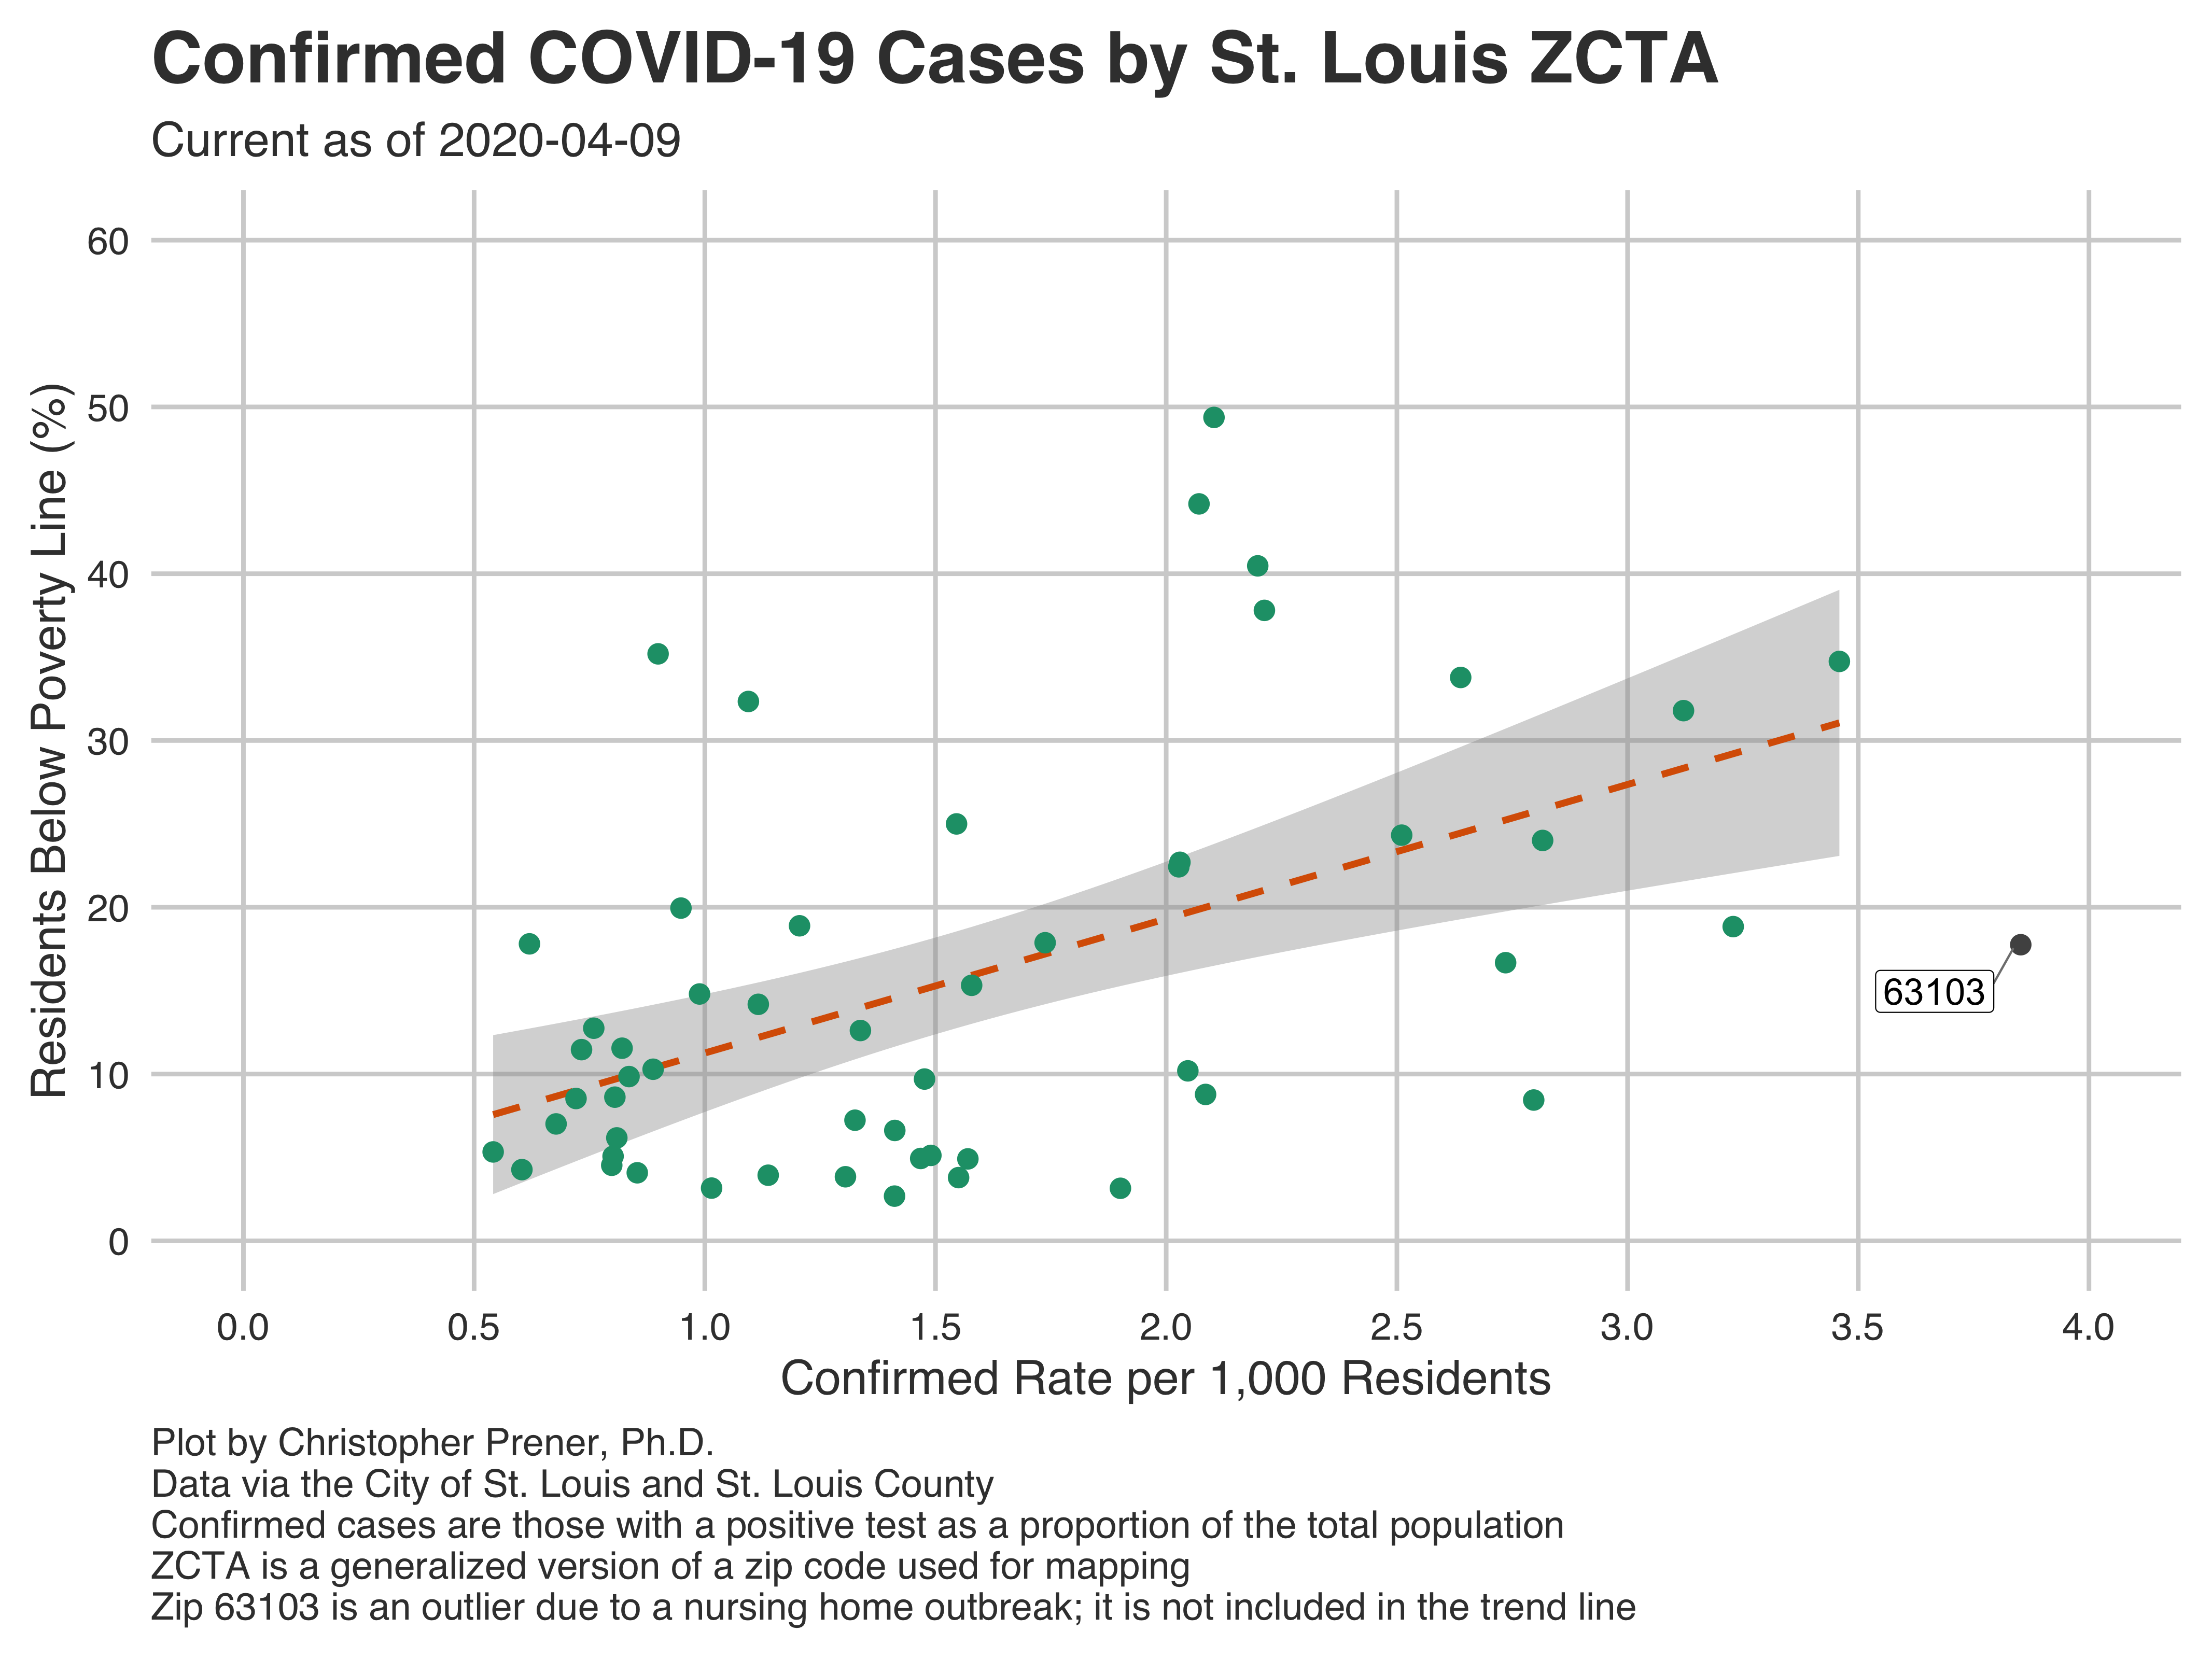 Confirmed COVID-19 Cases by St. Louis ZCTA
Current as of 2020-04-09
Residents Below Poverty Line (%)
60
50
40
30
20
10
0
63103
0.0 0.5 1.0 1.5 2.0 2.5 3.0 3.5 4.0
Confirmed Rate per 1,000 Residents
Plot by Christopher Prener, Ph.D.
Data via the City of St. Louis and St. Louis County
Confirmed cases are those with a positive test as a proportion of the total population
ZCTA is a generalized version of a zip code used for mapping
Zip 63103 is an outlier due to a nursing home outbreak; it is not included in the trend line